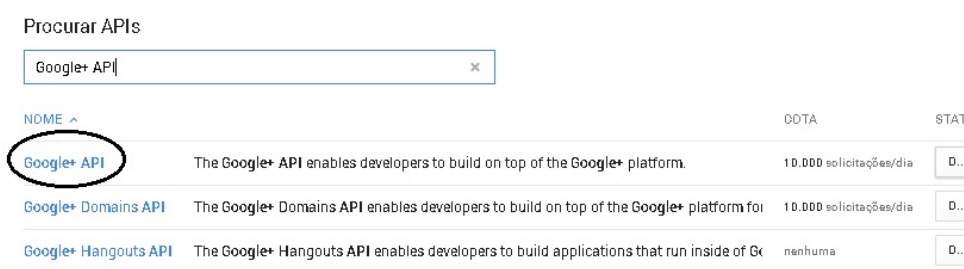 Procurar APIs
Google+ API ×
NOME COTA STAT
Google+ API The Google+ API enables developers to build on top of the Google+ platform. 10.000 solicitações/dia D...
Google+ Domains API The Google+ Domains API enables developers to build on top of the Google+ platform for 10.000 solicitações/dia D...
Google+ Hangouts API The Google+ Hangouts API enables developers to build applications that run inside of Go nenhuma D...